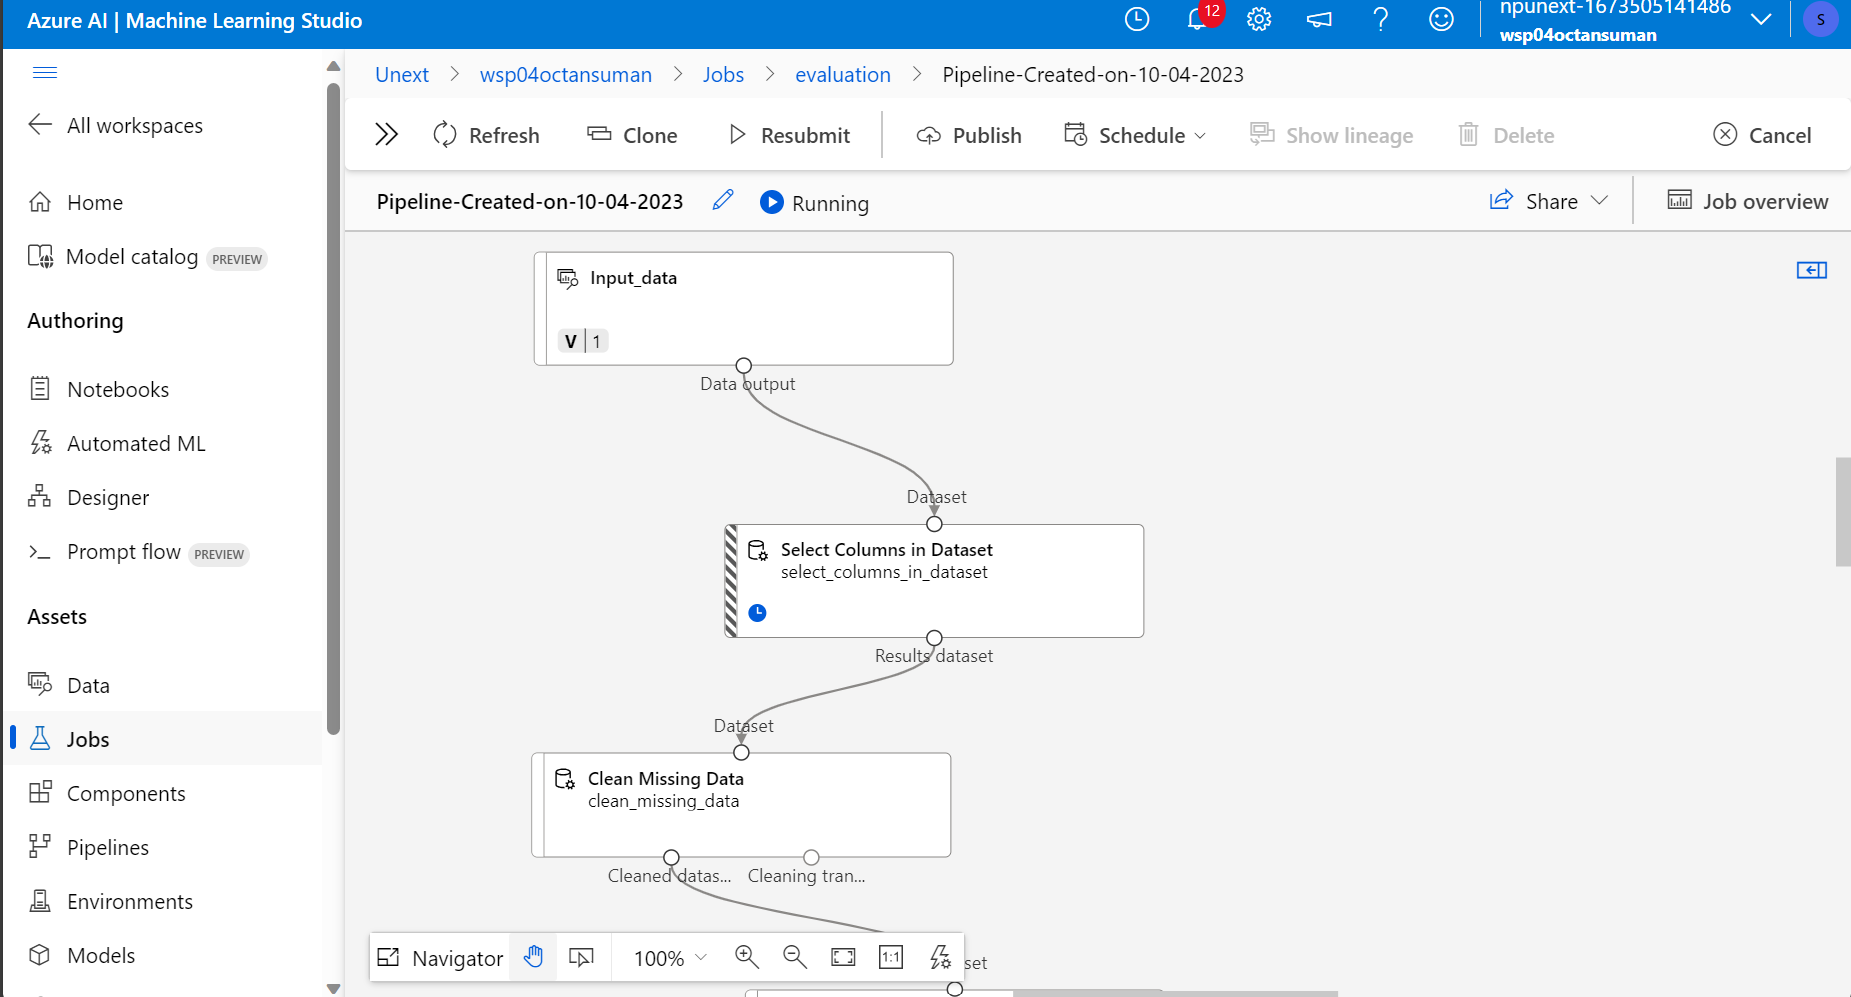 Azure AI | Machine Learning Studio
12
npunext-1673505141486
wsp04octansuman
S
All workspaces
Home
Model catalog PREVIEW
Authoring
Notebooks
Automated ML
Designer
Prompt flow PREVIEW
Assets
Data
Jobs
Components
Pipelines
Environments
Models
Unext > wsp04octansuman > Jobs > evaluation > Pipeline-Created-on-10-04-2023
Refresh
Clone
Resubmit
Publish
Schedule
Show lineage
Delete
Cancel
Pipeline-Created-on-10-04-2023
Running
Share
Job overview
Input_data
V | 1
Data output
Dataset
Select Columns in Dataset
select_columns_in_dataset
Results dataset
Dataset
Clean Missing Data
clean_missing_data
Cleaned datas...
Cleaning tran...
Navigator
100%
1:1
set